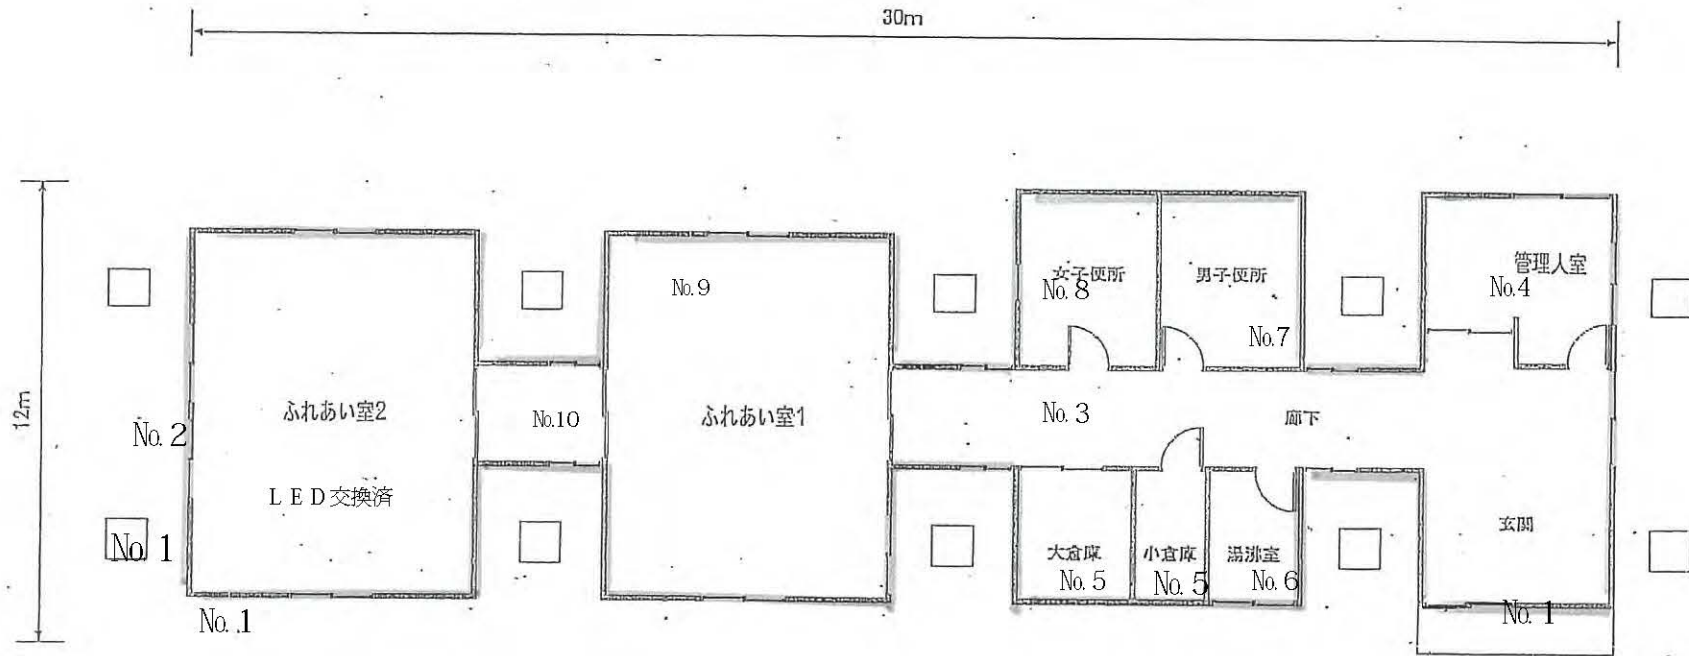 30m
12m
管理人室
No.4
女子便所
No.8
男子便所
No.7
No.9
ふれあい室2
No.10
ふれあい室1
No.3
廊下
No.2
LED交換済
No.1
No.1
大倉庫
No.5
小倉庫
No.5
湯沸室
No.6
玄関
No.1